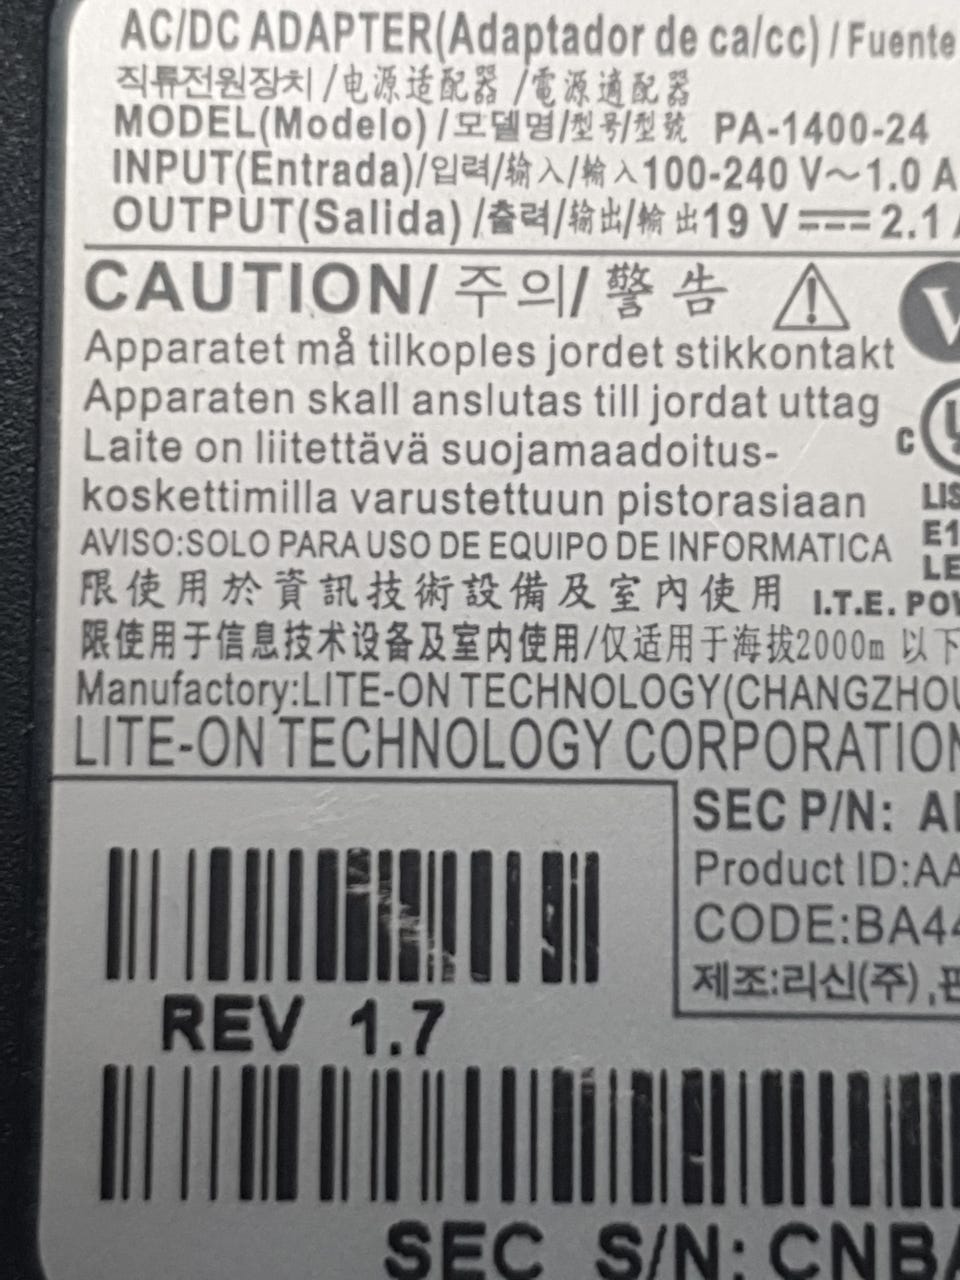 AC/DC ADAPTER(Adaptador de ca/cc) / Fuente
직류전원장치 /电源适配器 /電源適配器
MODEL(Modelo) /모델명/型号/型號 PA-1400-24
INPUT(Entrada)/입력/输入/輸入100-240 V～1.0 A
OUTPUT(Salida) /출력/输出/輸出19 V⎓2.1
CAUTION/ 주의/ 警告 ⚠
Apparatet må tilkoples jordet stikkontakt
Apparaten skall anslutas till jordat uttag
Laite on liitettävä suojamaadoitus-
koskettimilla varustettuun pistorasiaan
AVISO:SOLO PARA USO DE EQUIPO DE INFORMATICA
限使用於資訊技術設備及室內使用
限使用于信息技术设备及室内使用/仅适用于海拔2000m 以下
V
C
LIS
E1
LE
I.T.E. POW
Manufactory:LITE-ON TECHNOLOGY(CHANGZHOU
LITE-ON TECHNOLOGY CORPORATION
SEC P/N:
Product ID:AA
CODE:BA44
제조:리신(주) ,판
REV 1.7
SEC S/N: CNBA